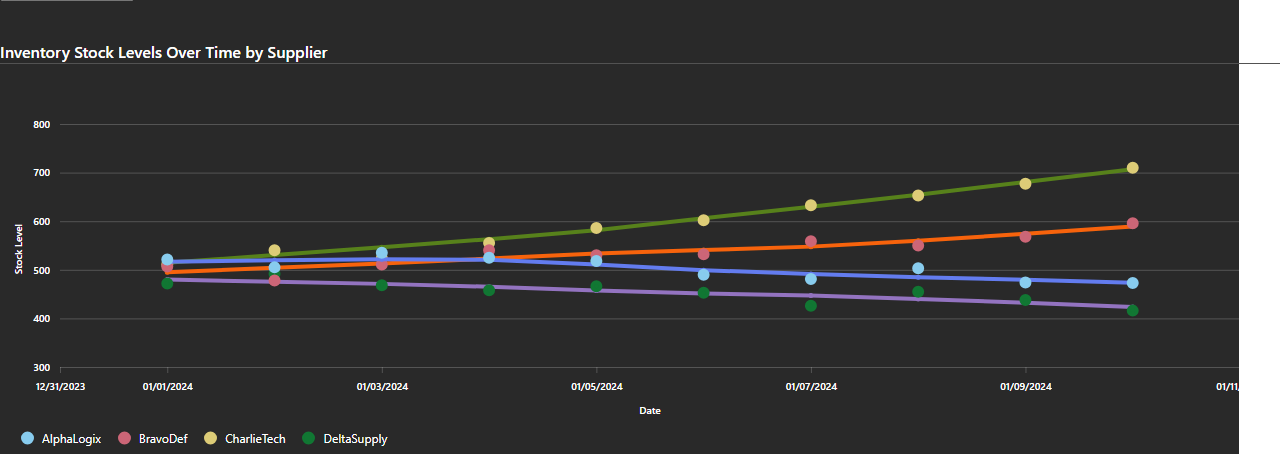 Inventory Stock Levels Over Time by Supplier
800
700
600
500
400
300
Stock Level
12/31/2023 01/01/2024 01/03/2024 01/05/2024 01/07/2024 01/09/2024 01/11/
Date
AlphaLogix BravoDef CharlieTech DeltaSupply